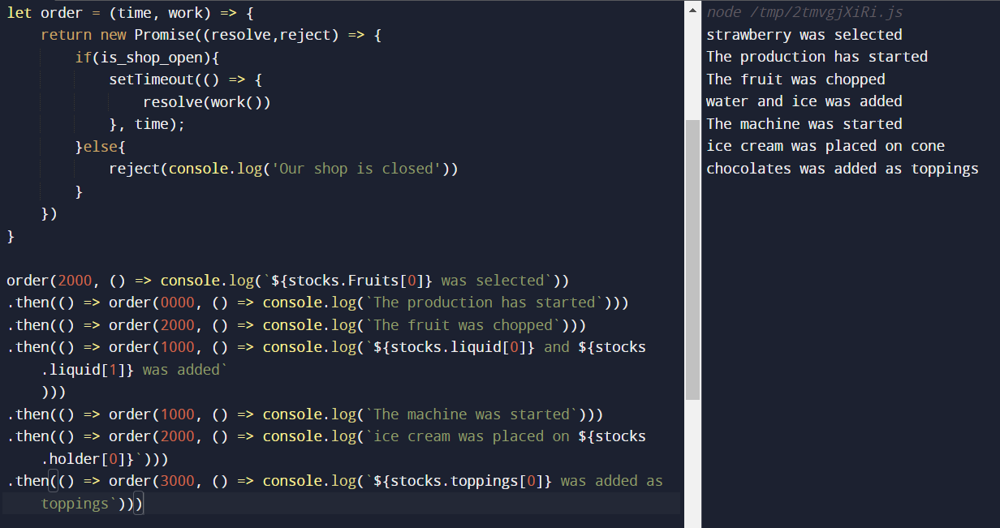 let order = (time, work) => {
    return new Promise((resolve,reject) => {
        if(is_shop_open){
            setTimeout(() => {
                resolve(work())
            }, time);
        }else{
            reject(console.log('Our shop is closed'))
        }
    })
}

order(2000, () => console.log(`${stocks.Fruits[0]} was selected`))
.then(() => order(0000, () => console.log(`The production has started`)))
.then(() => order(2000, () => console.log(`The fruit was chopped`)))
.then(() => order(1000, () => console.log(`${stocks.liquid[0]} and ${stocks
    .liquid[1]} was added`
    )))
.then(() => order(1000, () => console.log(`The machine was started`)))
.then(() => order(2000, () => console.log(`ice cream was placed on ${stocks
    .holder[0]}`)))
.then(() => order(3000, () => console.log(`${stocks.toppings[0]} was added as
    toppings`)))
node /tmp/2tmvgjXiRi.js
strawberry was selected
The production has started
The fruit was chopped
water and ice was added
The machine was started
ice cream was placed on cone
chocolates was added as toppings